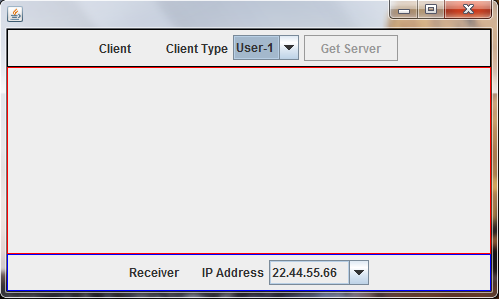 Client Client Type User-1 Get Server
Receiver IP Address 22.44.55.66